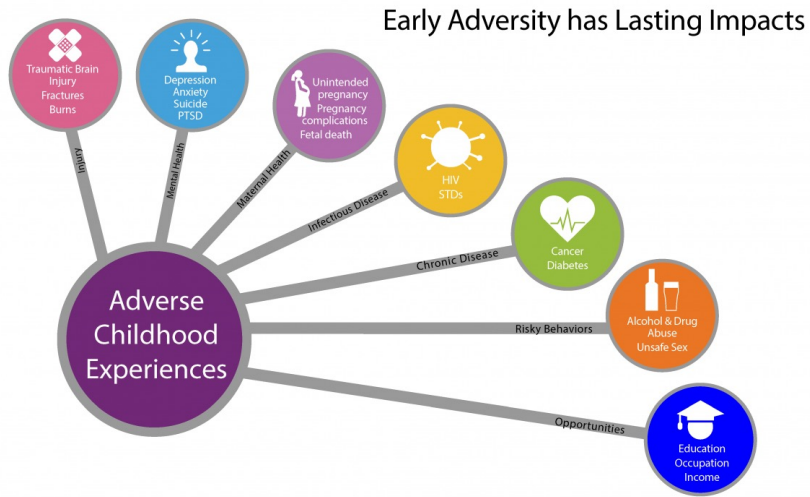 Early Adversity has Lasting Impacts
Traumatic Brain
Injury
Fractures
Burns
Injury
Depression
Anxiety
Suicide
PTSD
Mental Health
Unintended
pregnancy
Pregnancy
complications
Fetal death
Maternal Health
HIV
STDs
Infectious Disease
Cancer
Diabetes
Chronic Disease
Alcohol & Drug
Abuse
Unsafe Sex
Risky Behaviors
Education
Occupation
Income
Opportunities
Adverse
Childhood
Experiences